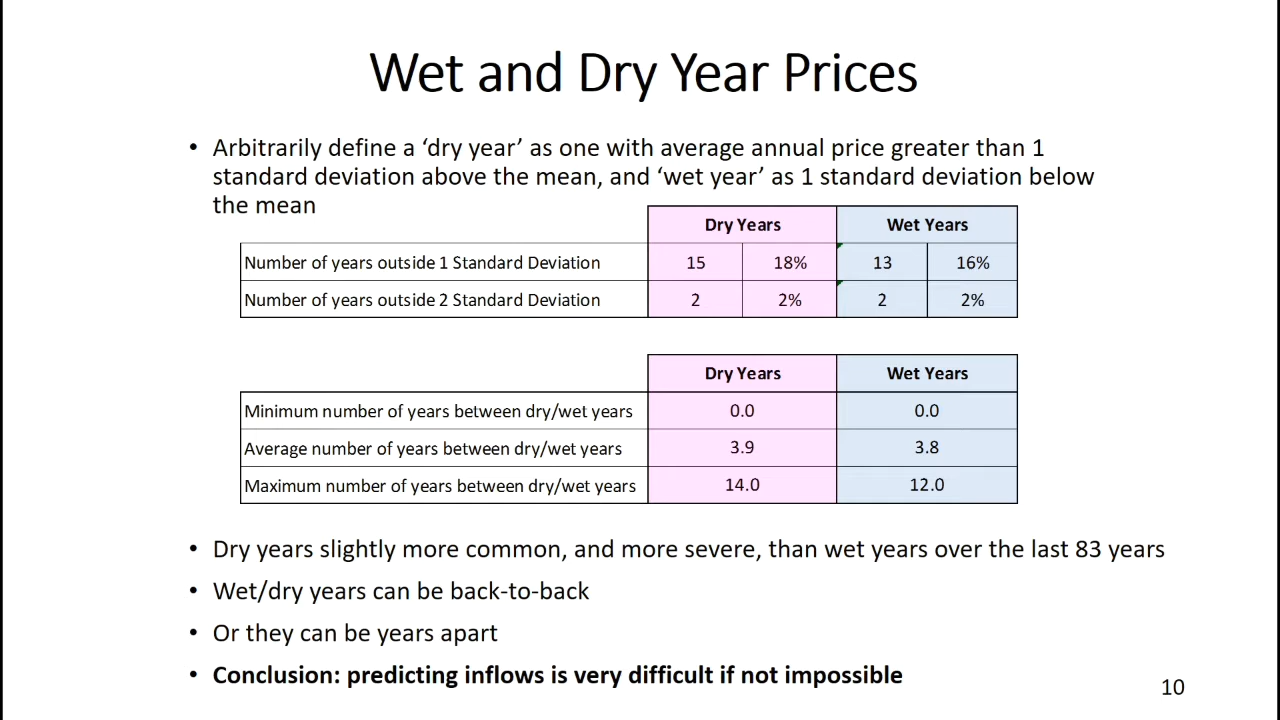 Wet and Dry Year Prices
• Arbitrarily define a ‘dry year’ as one with average annual price greater than 1
standard deviation above the mean, and ‘wet year’ as 1 standard deviation below
the mean
Dry Years Wet Years
Number of years outside 1 Standard Deviation 15 18% 13 16%
Number of years outside 2 Standard Deviation 2 2% 2 2%
Dry Years Wet Years
Minimum number of years between dry/wet years 0.0 0.0
Average number of years between dry/wet years 3.9 3.8
Maximum number of years between dry/wet years 14.0 12.0
• Dry years slightly more common, and more severe, than wet years over the last 83 years
• Wet/dry years can be back-to-back
• Or they can be years apart
• Conclusion: predicting inflows is very difficult if not impossible
10